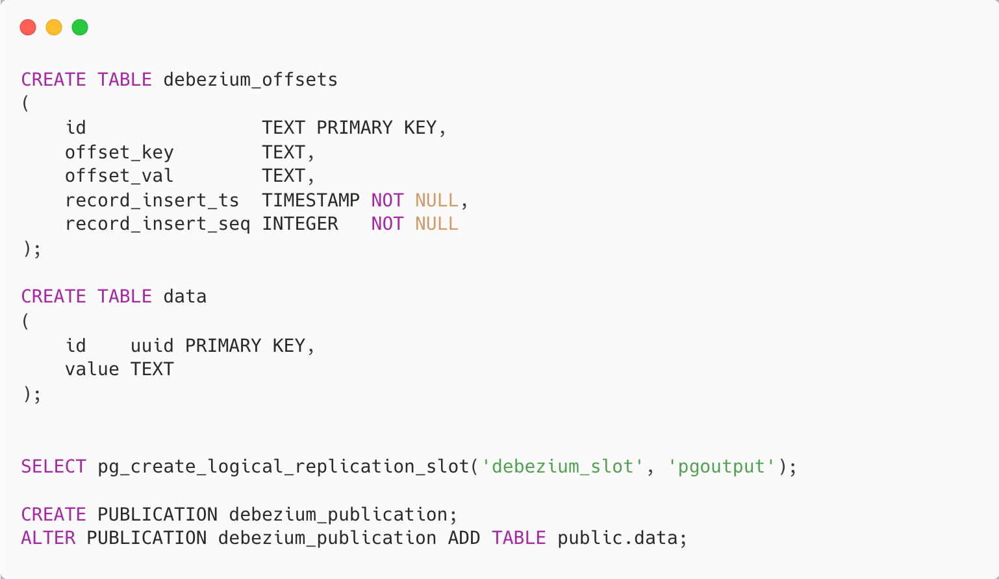 CREATE TABLE debezium_offsets
(
    id                TEXT PRIMARY KEY,
    offset_key        TEXT,
    offset_val        TEXT,
    record_insert_ts  TIMESTAMP NOT NULL,
    record_insert_seq INTEGER   NOT NULL
);

CREATE TABLE data
(
    id    uuid PRIMARY KEY,
    value TEXT
);


SELECT pg_create_logical_replication_slot('debezium_slot', 'pgoutput');

CREATE PUBLICATION debezium_publication;
ALTER PUBLICATION debezium_publication ADD TABLE public.data;